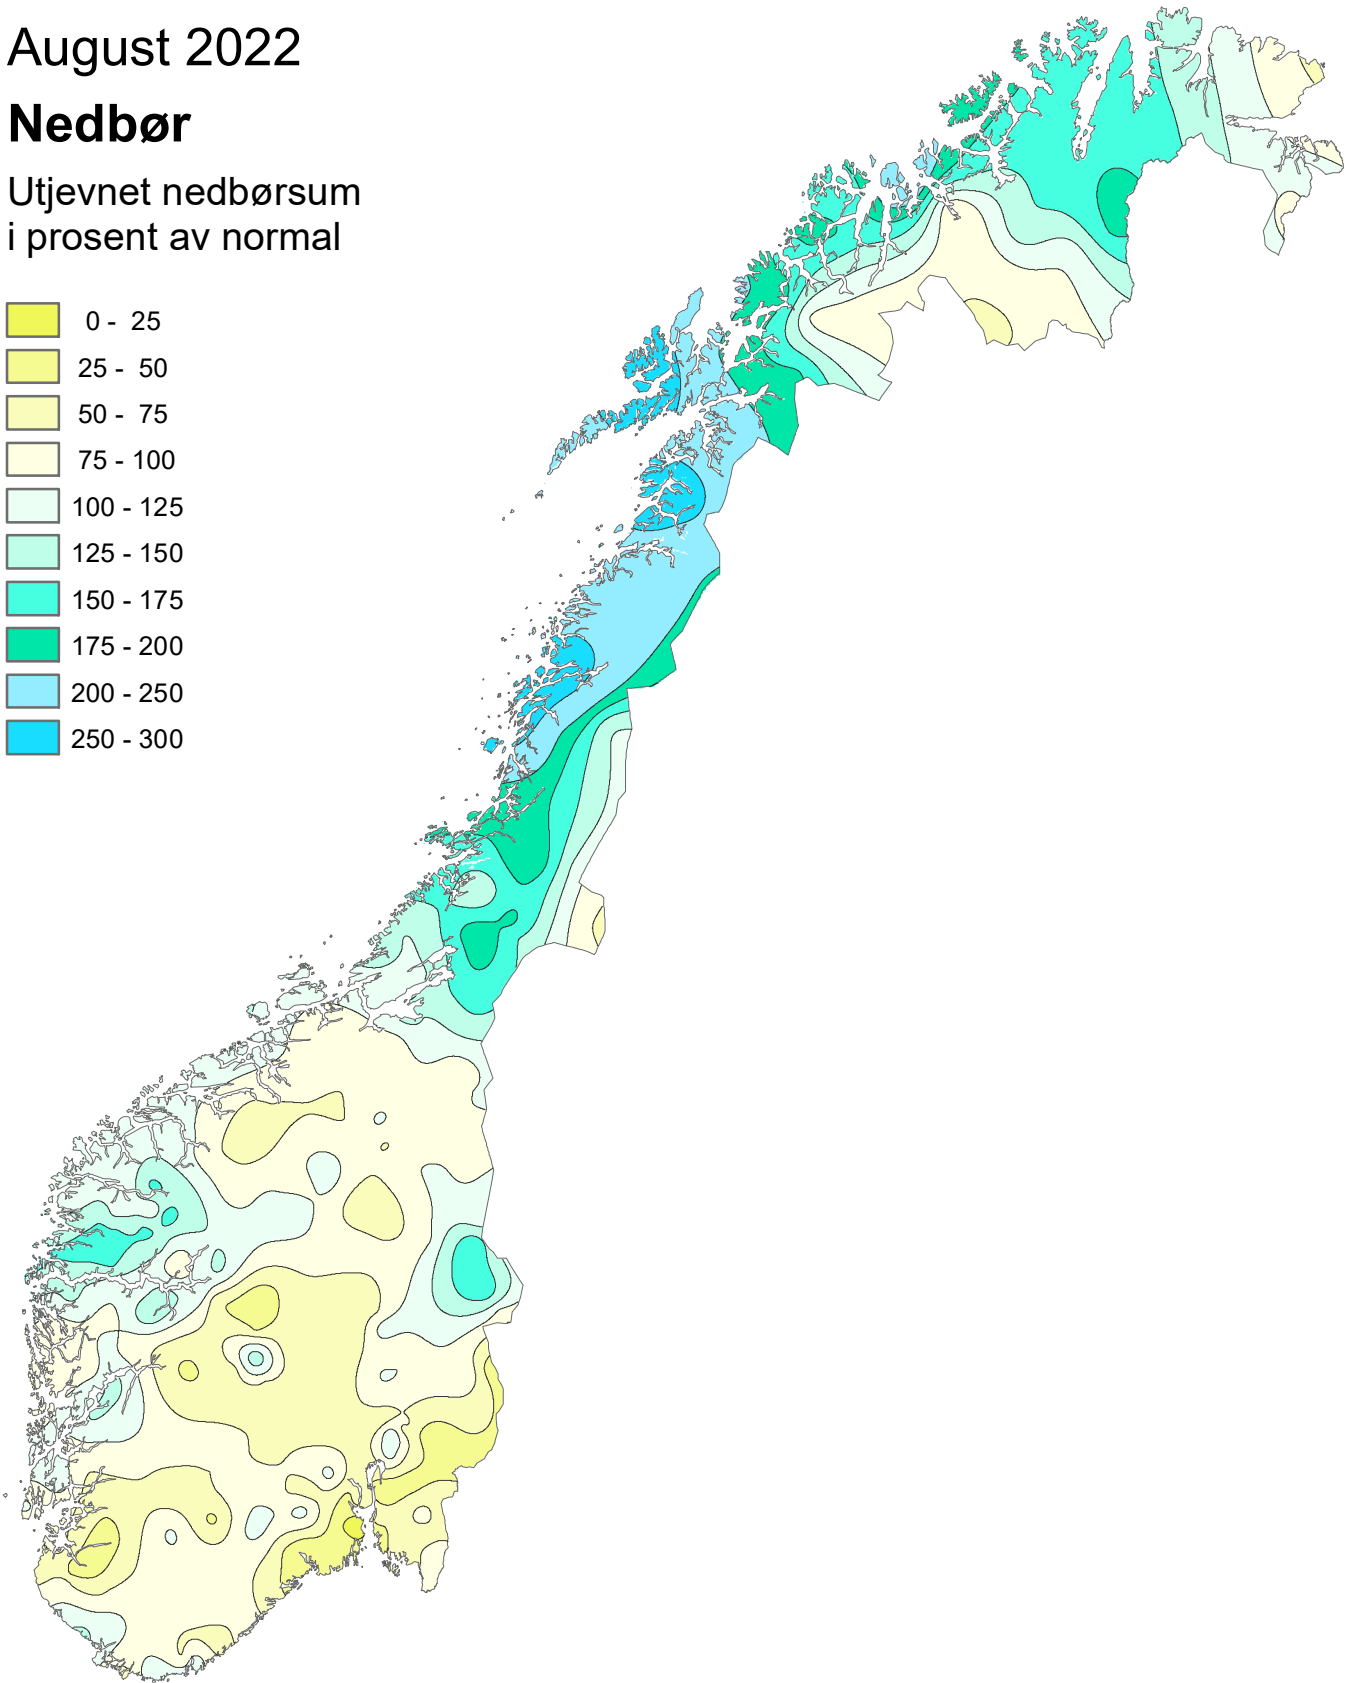 August 2022
Nedbør
Utjevnet nedbørsum
i prosent av normal
0 - 25
25 - 50
50 - 75
75 - 100
100 - 125
125 - 150
150 - 175
175 - 200
200 - 250
250 - 300